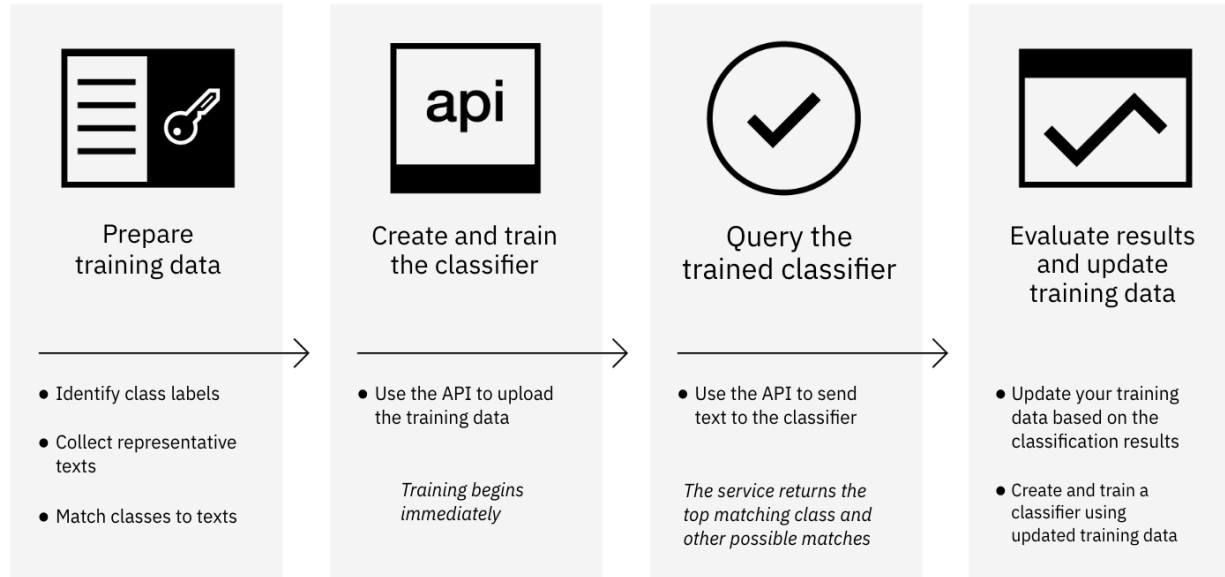 Prepare
training data
● Identify class labels
● Collect representative
texts
● Match classes to texts
api
Create and train
the classifier
● Use the API to upload
the training data
Training begins
immediately
Query the
trained classifier
● Use the API to send
text to the classifier
The service returns the
top matching class and
other possible matches
Evaluate results
and update
training data
● Update your training
data based on the
classification results
● Create and train a
classifier using
updated training data